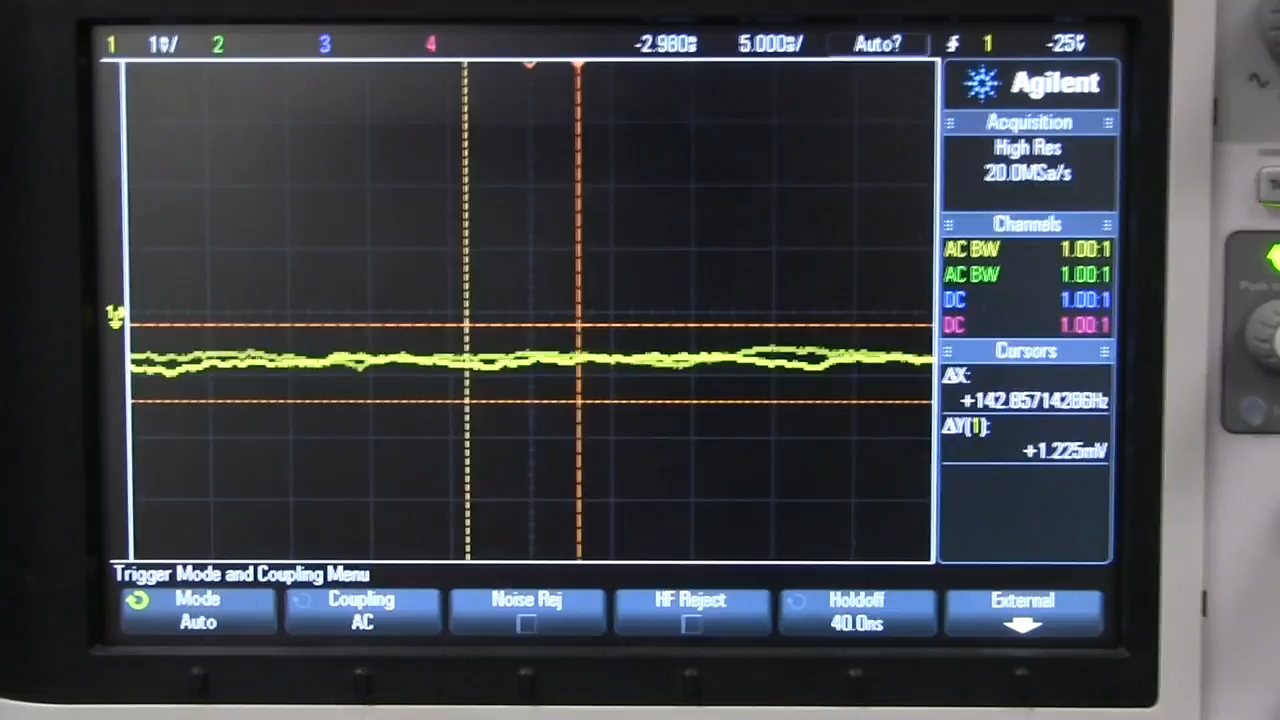 1 1V/ 2 3 4 -2.980s 5.000s/ Auto? 1 -25V
Agilent
Acquisition
High Res
20.0MSa/s
Channels
AC BW 1.00:1
AC BW 1.00:1
DC 1.00:1
DC 1.00:1
Cursors
ΔX:
+142.85714286Hz
ΔY(1):
+1.225mV
Trigger Mode and Coupling Menu
Mode
Auto
Coupling
AC
Noise Rej
HF Reject
Holdoff
40.0ns
External
Push